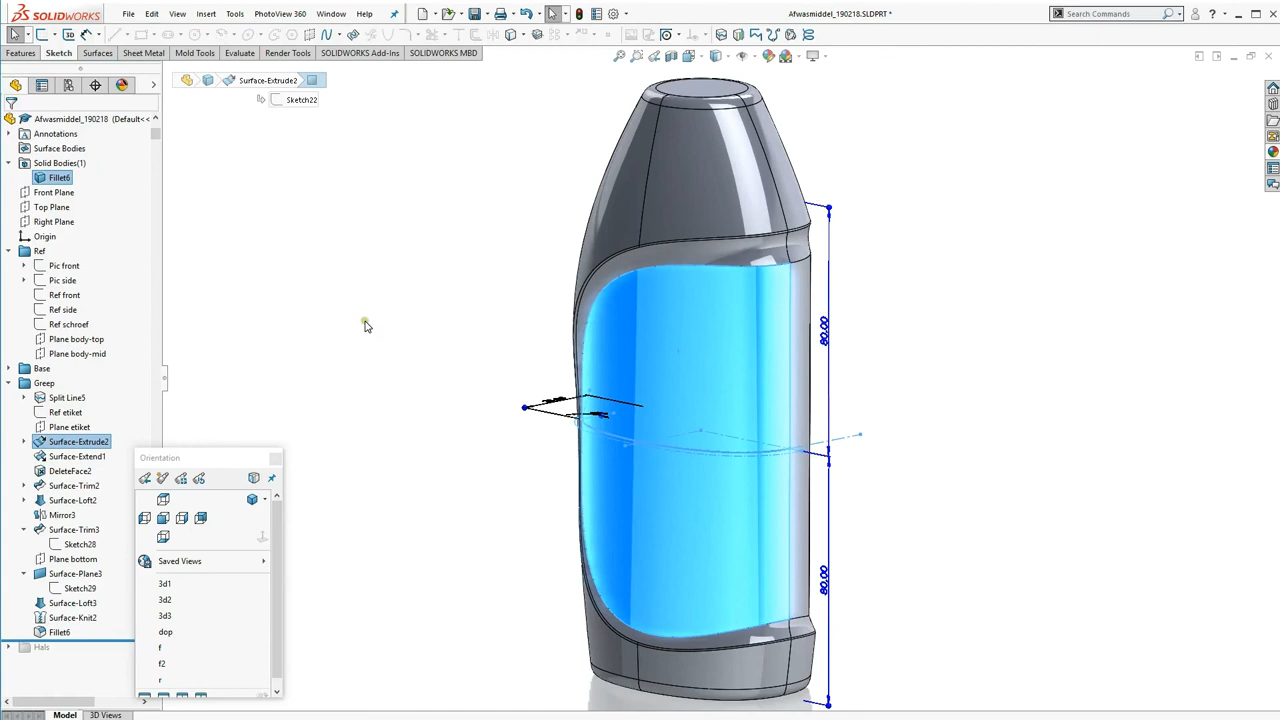 SOLIDWORKS
File
Edit
View
Insert
Tools
PhotoView 360
Window
Help
Afwasmiddel_190218.SLDPRT *
Search Commands
3D
Features
Sketch
Surfaces
Sheet Metal
Mold Tools
Evaluate
Render Tools
SOLIDWORKS Add-Ins
SOLIDWORKS MBD
Surface-Extrude2
Sketch22
Afwasmiddel_190218 (Default<<
Annotations
Surface Bodies
Solid Bodies(1)
Fillet6
Front Plane
Top Plane
Right Plane
Origin
Ref
Pic front
Pic side
Ref front
Ref side
Ref schroef
Plane body-top
Plane body-mid
Base
Greep
Split Line5
Ref etiket
Plane etiket
Surface-Extrude2
Surface-Extend1
DeleteFace2
Surface-Trim2
Surface-Loft2
Mirror3
Surface-Trim3
Sketch28
Plane bottom
Surface-Plane3
Sketch29
Surface-Loft3
Surface-Knit2
Fillet6
Hals
Orientation
Saved Views
3d1
3d2
3d3
dop
f
f2
r
80,00
80,00
Model
3D Views